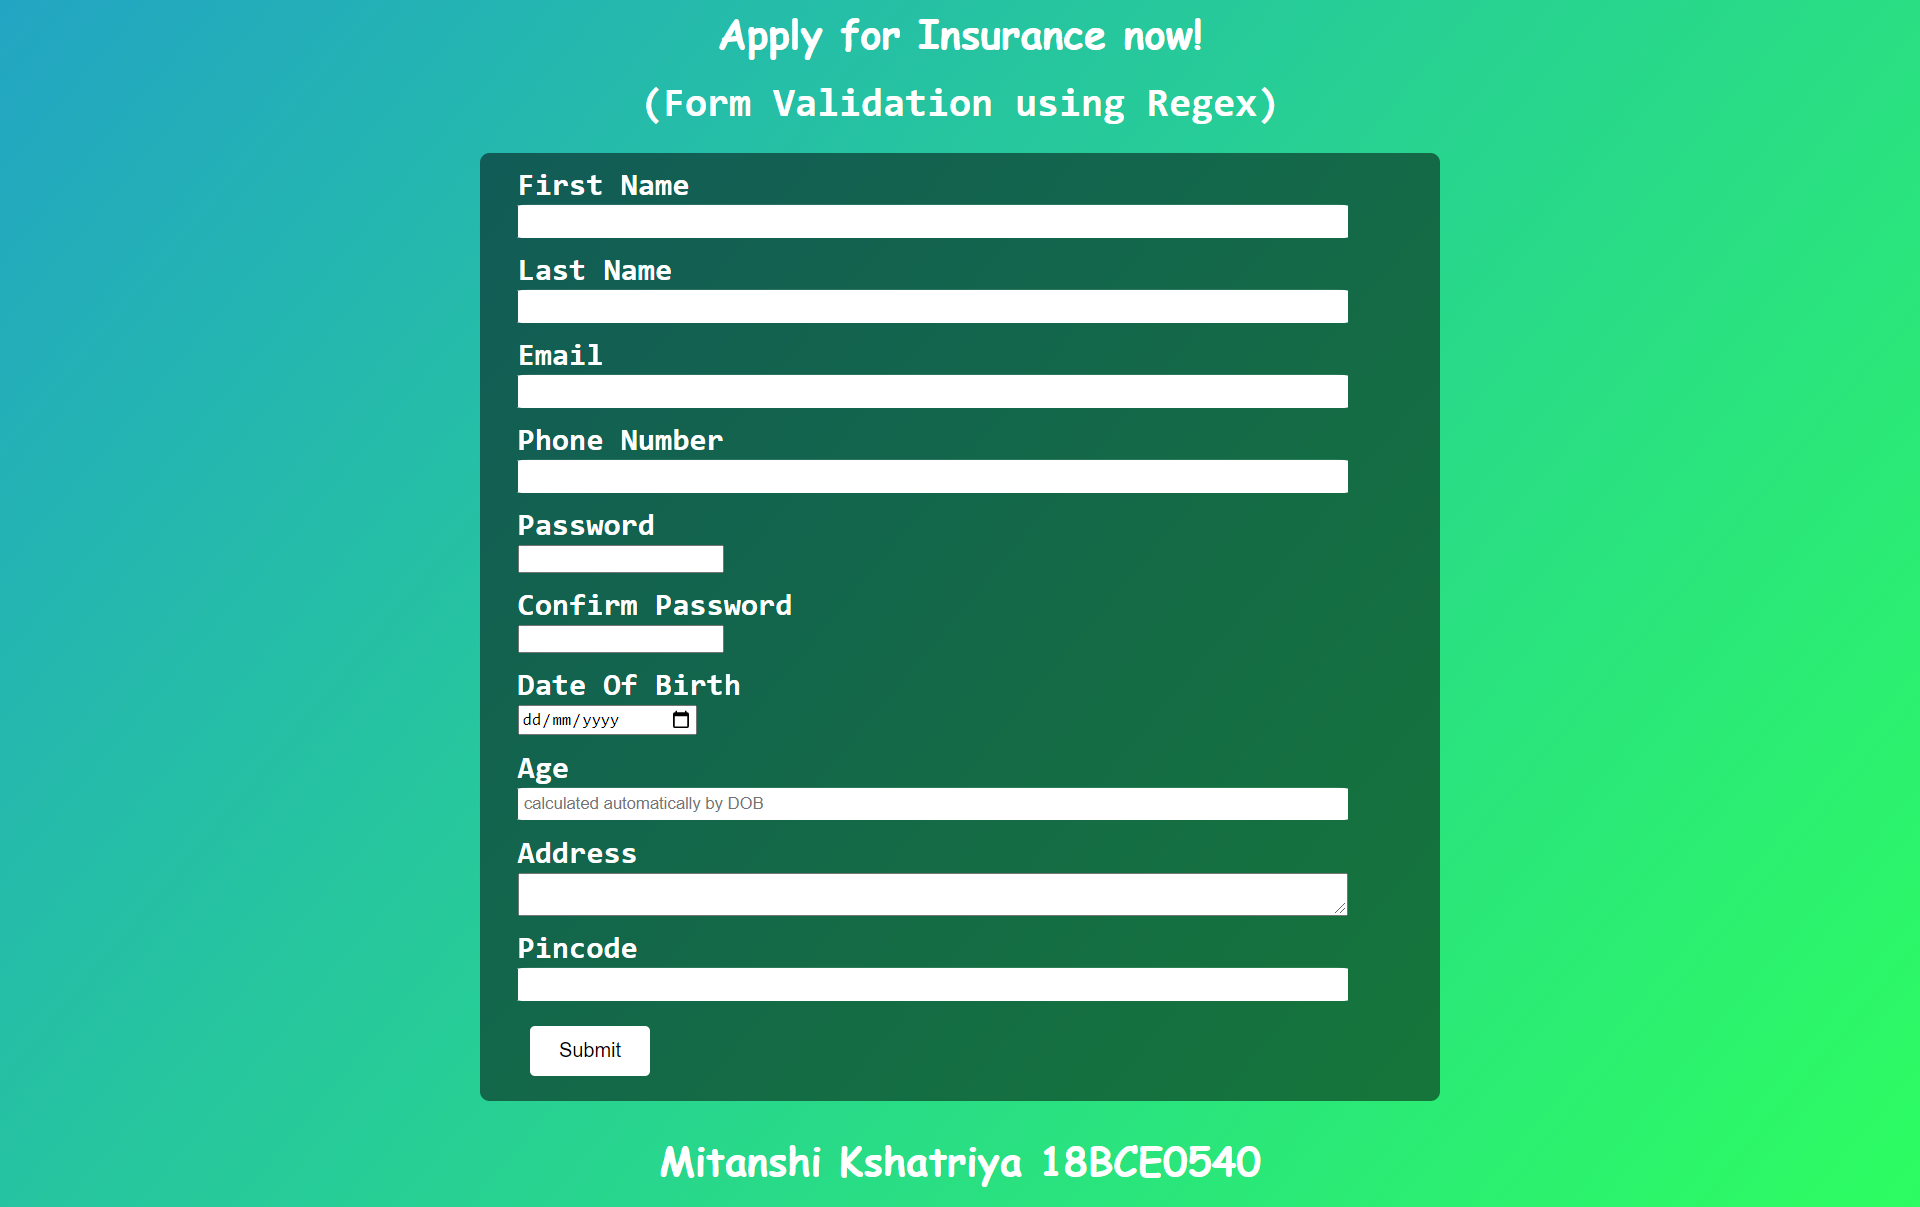 Apply for Insurance now!
(Form Validation using Regex)
First Name
Last Name
Email
Phone Number
Password
Confirm Password
Date Of Birth
dd/mm/yyyy
Age
calculated automatically by DOB
Address
Pincode
Submit
Mitanshi Kshatriya 18BCE0540